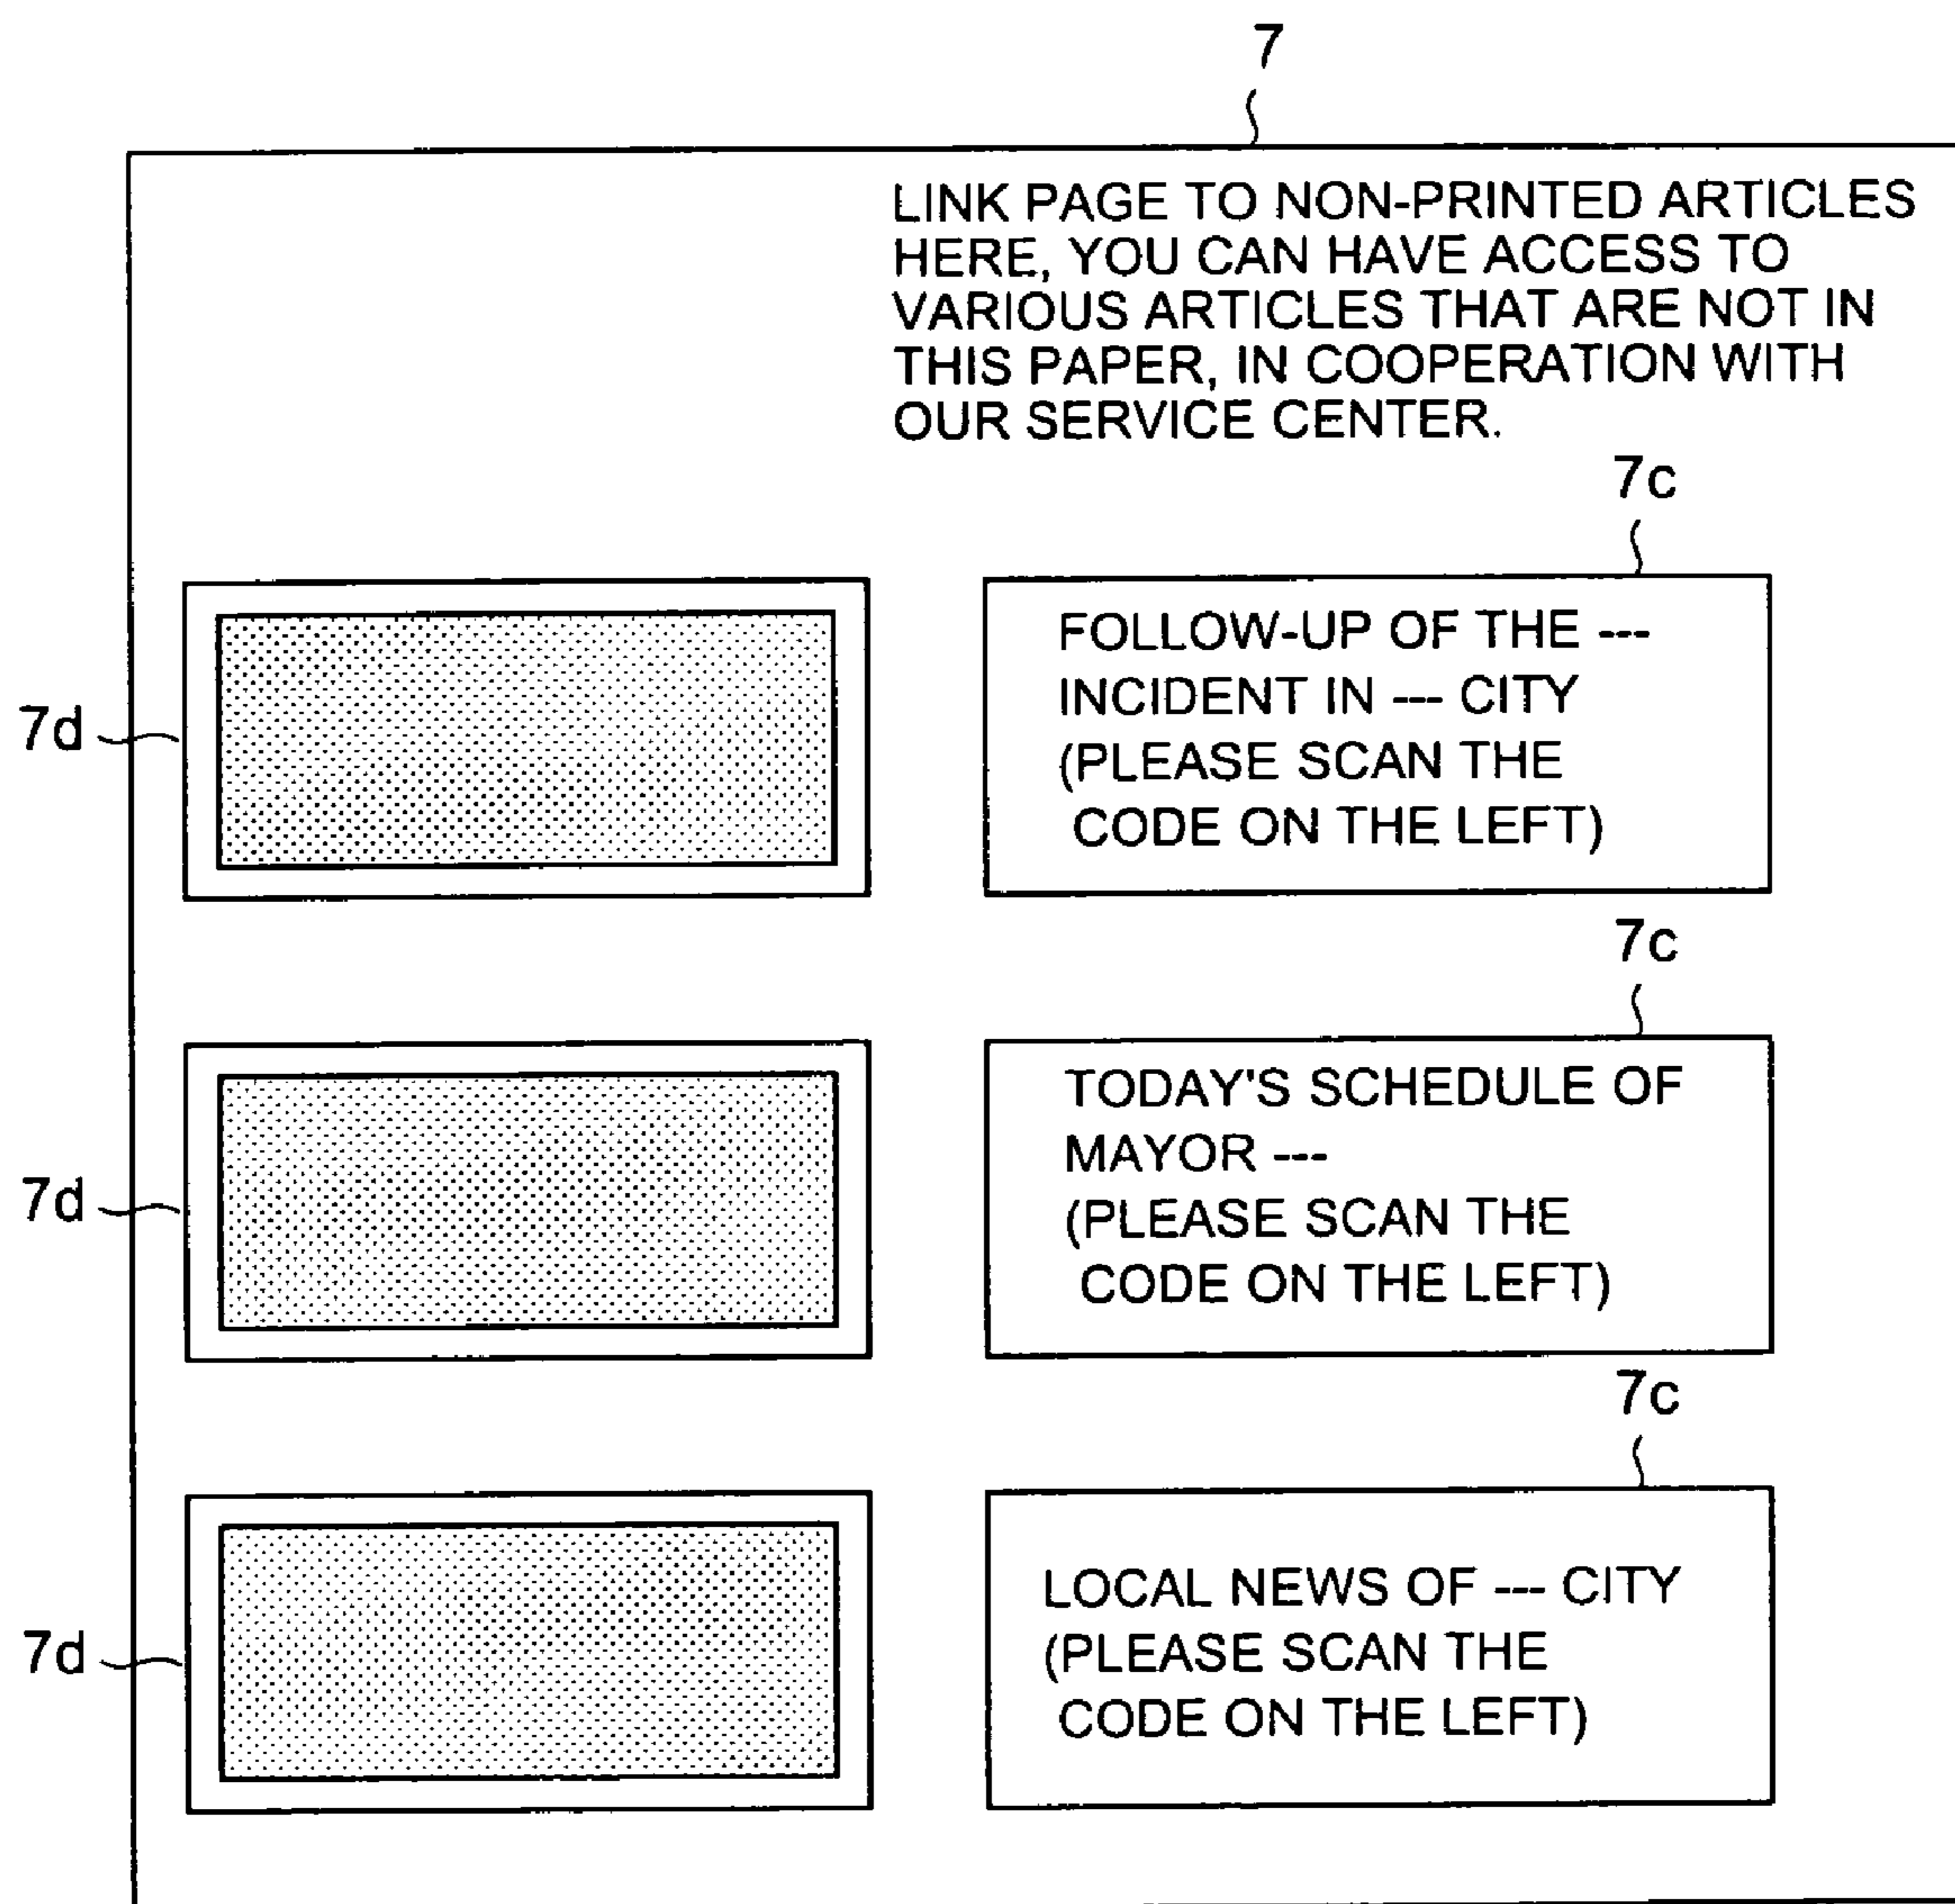 7
LINK PAGE TO NON-PRINTED ARTICLES
HERE, YOU CAN HAVE ACCESS TO
VARIOUS ARTICLES THAT ARE NOT IN
THIS PAPER, IN COOPERATION WITH
OUR SERVICE CENTER.
7c
7d
FOLLOW-UP OF THE ---
INCIDENT IN --- CITY
(PLEASE SCAN THE
CODE ON THE LEFT)
7c
7d
TODAY'S SCHEDULE OF
MAYOR ---
(PLEASE SCAN THE
CODE ON THE LEFT)
7c
7d
LOCAL NEWS OF --- CITY
(PLEASE SCAN THE
CODE ON THE LEFT)